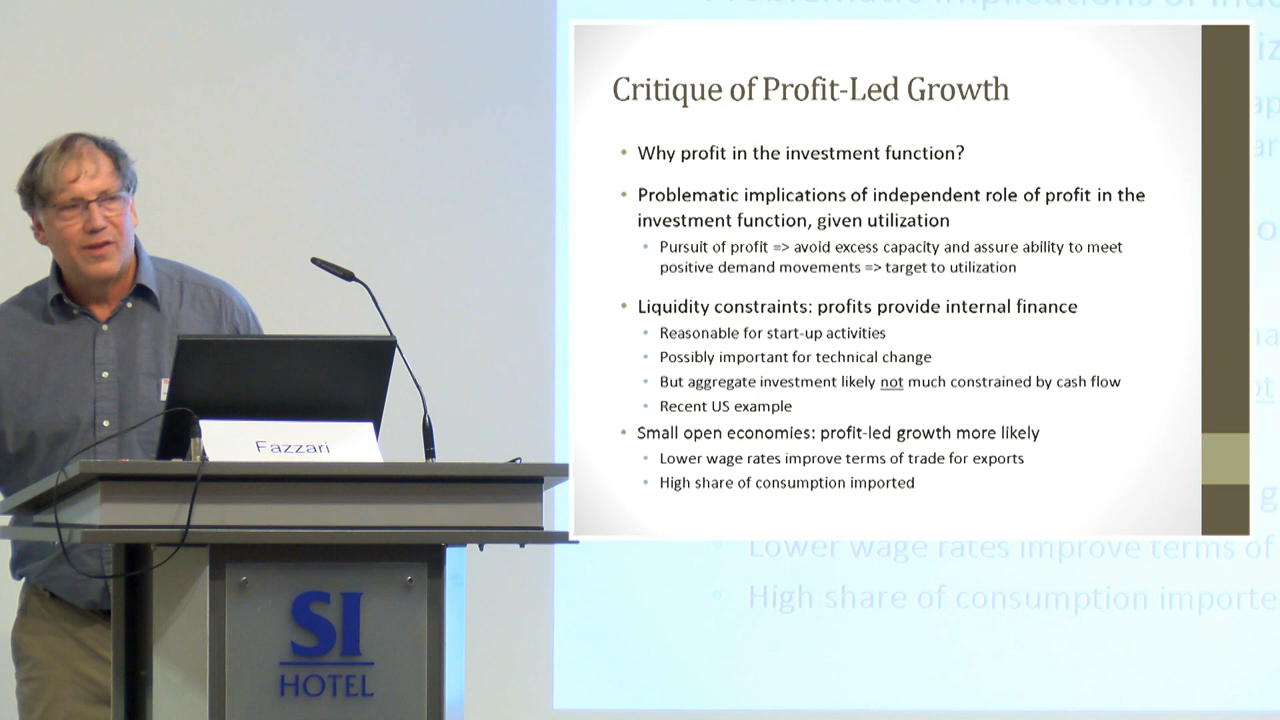 Critique of Profit-Led Growth
• Why profit in the investment function?
• Problematic implications of independent role of profit in the
investment function, given utilization
• Pursuit of profit => avoid excess capacity and assure ability to meet
positive demand movements => target to utilization
• Liquidity constraints: profits provide internal finance
• Reasonable for start-up activities
• Possibly important for technical change
• But aggregate investment likely not much constrained by cash flow
• Recent US example
• Small open economies: profit-led growth more likely
• Lower wage rates improve terms of trade for exports
• High share of consumption imported
Fazzari
SI
HOTEL
Lower wage rates improve terms of
High share of consumption importe